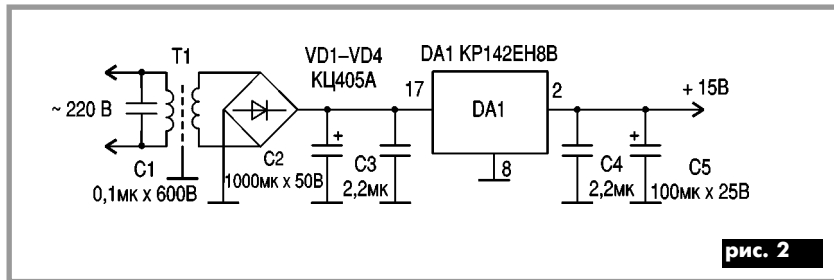 T1
VD1–VD4
КЦ405А
DA1 КР142ЕН8В
17
2
+ 15В
~ 220 В
DA1
+
+
C1
0,1мк x 600В
C2
1000мк x 50В
C3
2,2мк
8
C4
2,2мк
C5
100мк x 25В
рис. 2